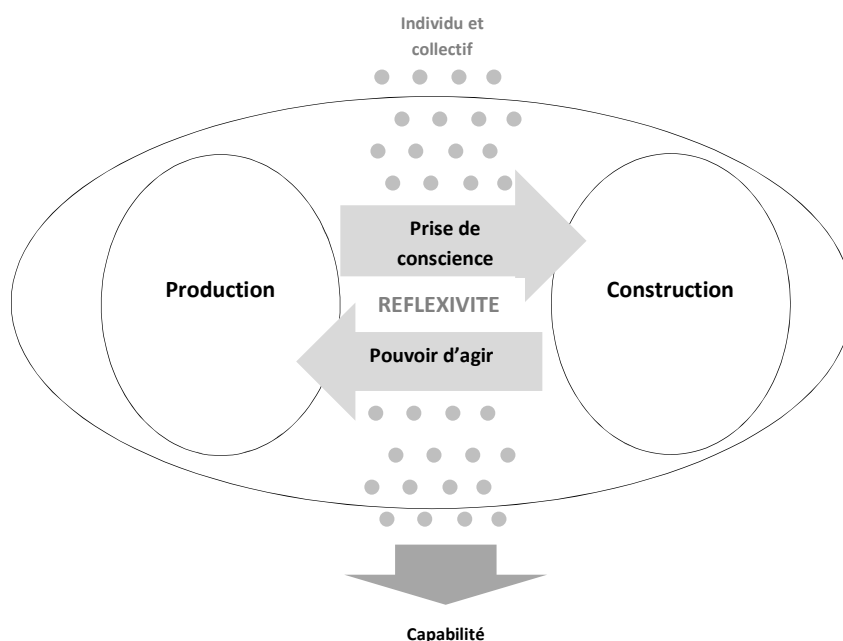 Individu et
collectif
Prise de
conscience
Production
Construction
REFLEXIVITE
Pouvoir d’agir
Capabilité